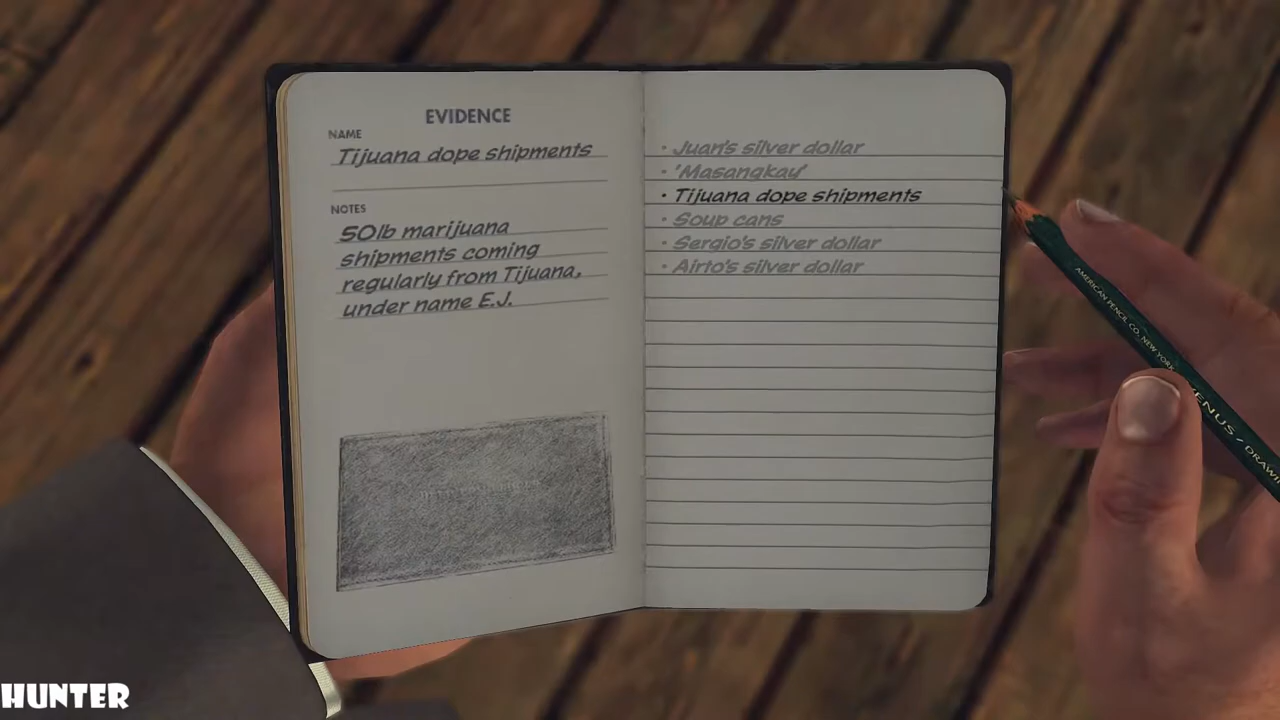 EVIDENCE
NAME
Tijuana dope shipments
NOTES
50lb marijuana
shipments coming
regularly from Tijuana,
under name E.J.
• Juan's silver dollar
• 'Masangkay'
• Tijuana dope shipments
• Soup cans
• Sergio's silver dollar
• Airto's silver dollar
AMERICAN PENCIL CO. NEW YORK
VENUS / DRAWIN
HUNTER